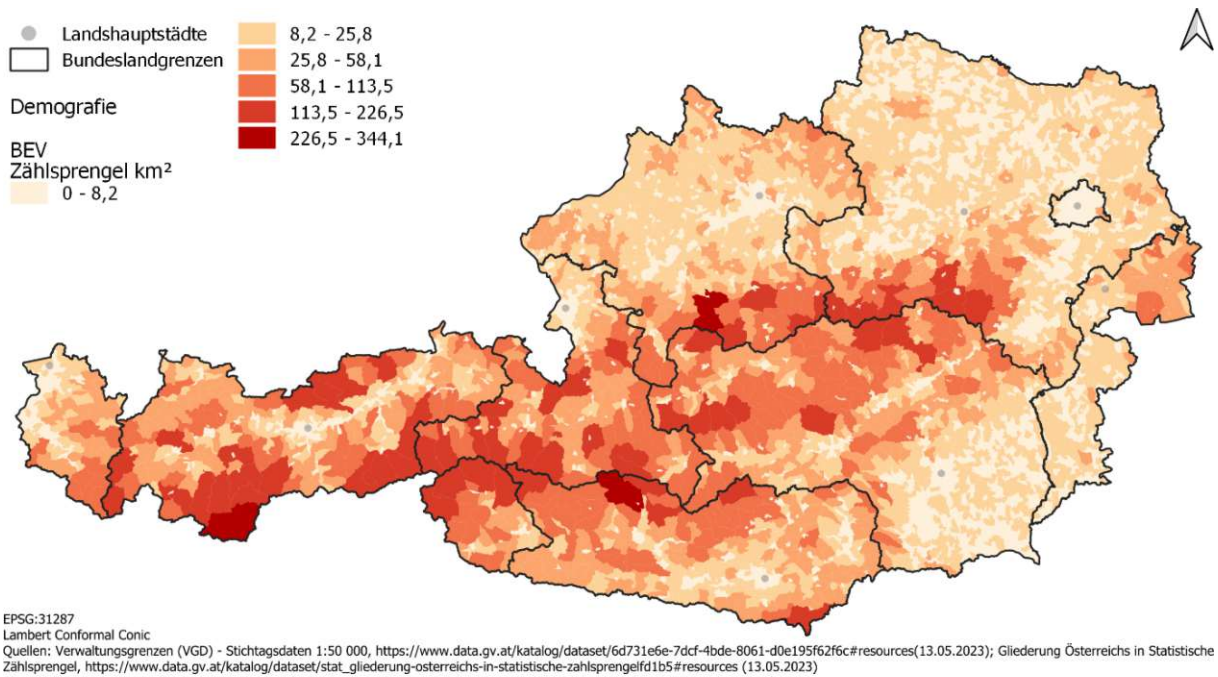 Landshauptstädte
Bundeslandgrenzen
Demografie
BEV
Zählsprengel km²
0 - 8,2
8,2 - 25,8
25,8 - 58,1
58,1 - 113,5
113,5 - 226,5
226,5 - 344,1
EPSG:31287
Lambert Conformal Conic
Quellen: Verwaltungsgrenzen (VGD) - Stichtagsdaten 1:50 000, https://www.data.gv.at/katalog/dataset/6d731e6e-7dcf-4bde-8061-d0e195f62f6c#resources(13.05.2023); Gliederung Österreichs in Statistische
Zählsprengel, https://www.data.gv.at/katalog/dataset/stat_gliederung-osterreichs-in-statistische-zahlsprengelfd1b5#resources (13.05.2023)